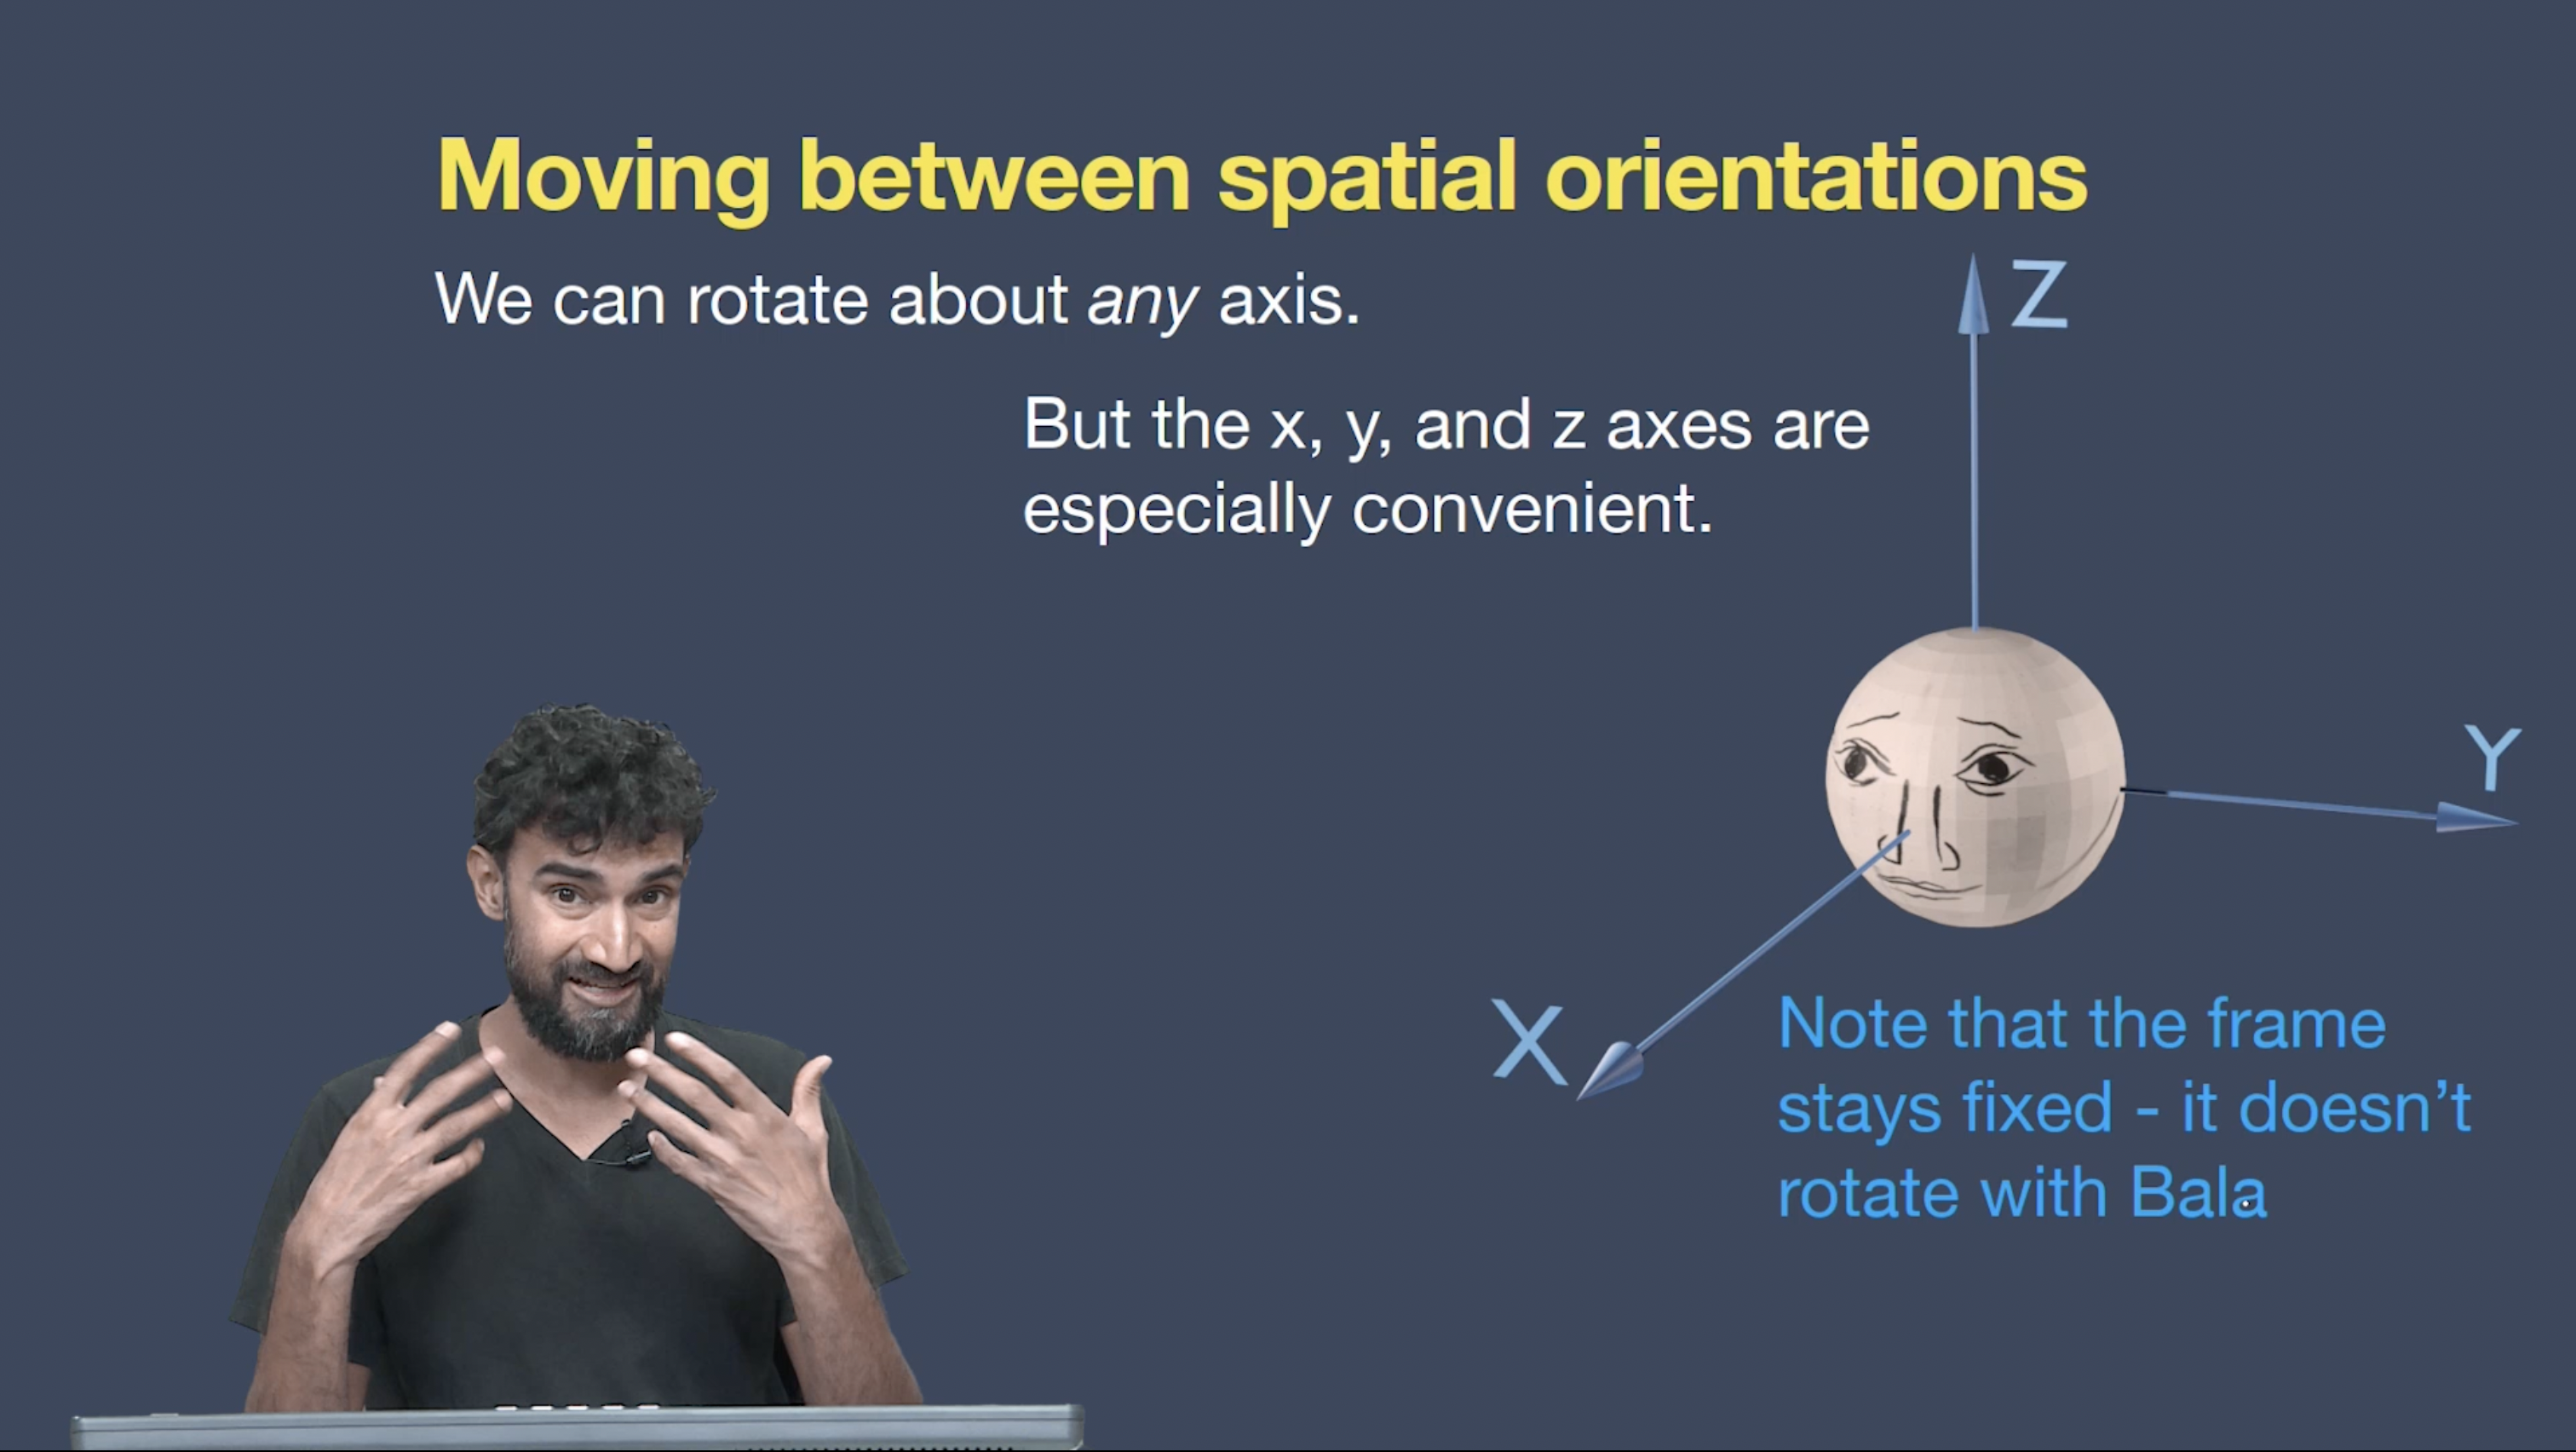 Moving between spatial orientations
We can rotate about any axis.
Z
But the x, y, and z axes are
especially convenient.
Y
X
Note that the frame
stays fixed - it doesn’t
rotate with Bala